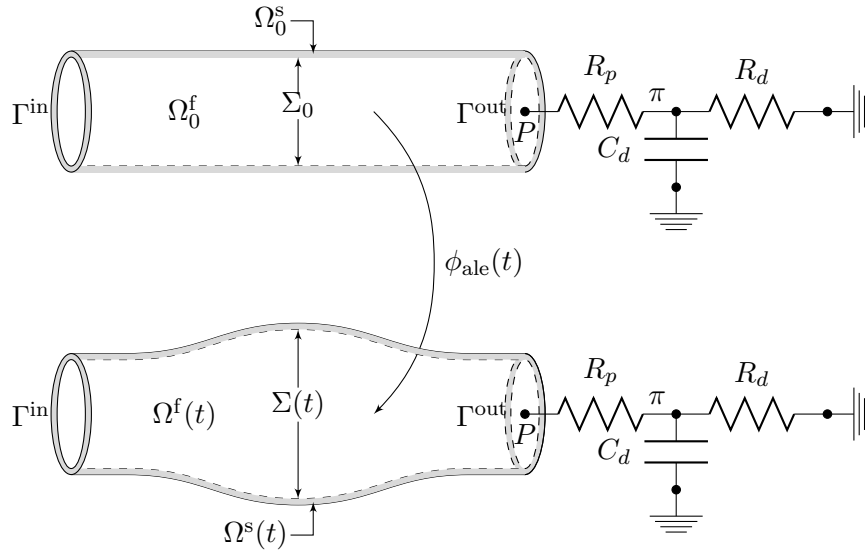 Ω₀ˢ
Γⁱⁿ Ω₀ᶠ Σ₀ Γᵒᵘᵗ P R_p π C_d R_d
ϕ_ale(t)
Γⁱⁿ Ωᶠ(t) Σ(t) Γᵒᵘᵗ P R_p π C_d R_d
Ωˢ(t)